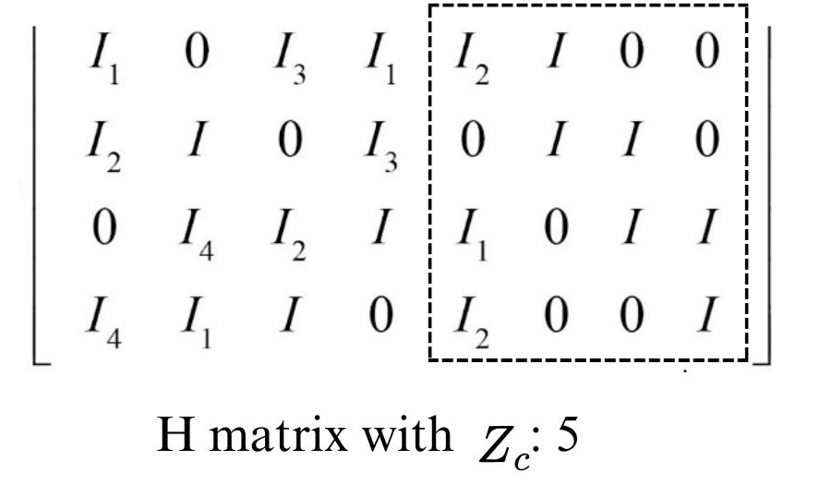 I₁ 0 I₃ I₁ I₂ I 0 0
I₂ I 0 I₃ 0 I I 0
0 I₄ I₂ I I₁ 0 I I
I₄ I₁ I 0 I₂ 0 0 I
H matrix with Z_c: 5